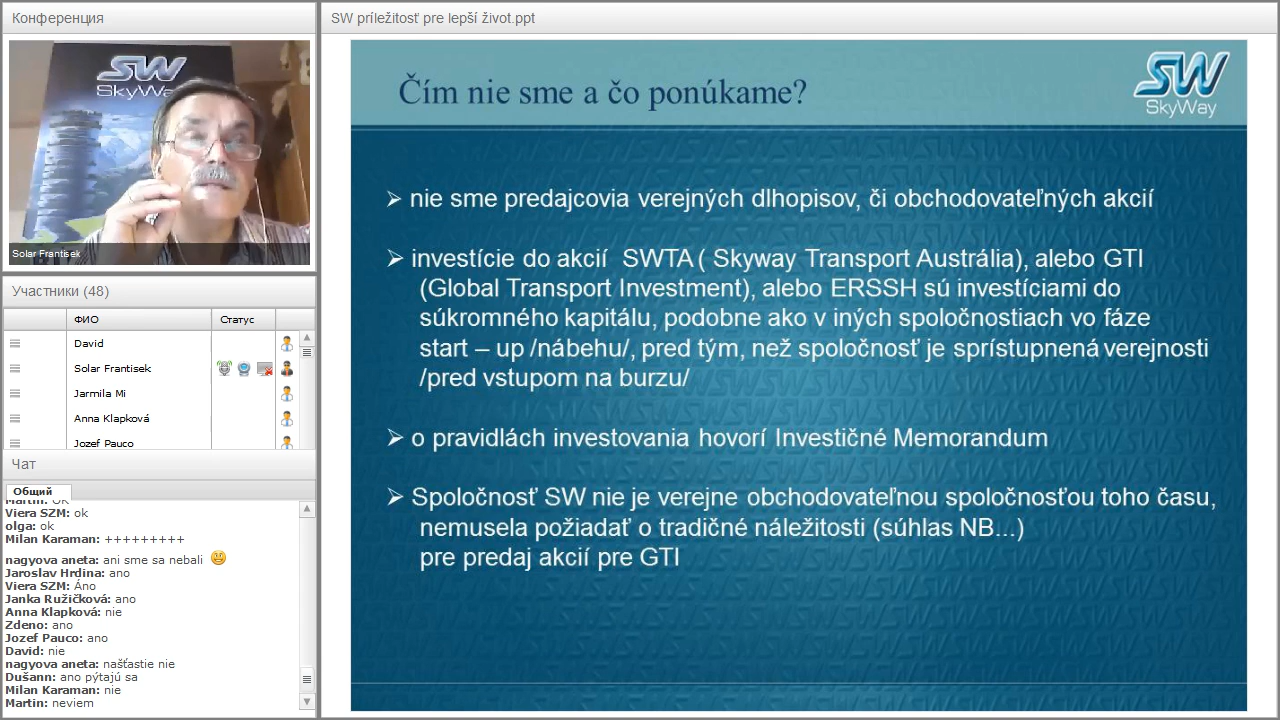 Конференция
SW
SkyWay
Solar Frantisek
Участники (48)
ФИО
Статус
David
Solar Frantisek
Jarmila Mi
Anna Klapková
Jozef Pauco
Чат
Общий
Martin: OK
Viera SZM: ok
olga: ok
Milan Karaman: +++++++++
nagyova aneta: ani sme sa nebali
Jaroslav Hrdina: ano
Viera SZM: Áno
Janka Ružičková: ano
Anna Klapková: nie
Zdeno: ano
Jozef Pauco: ano
David: nie
nagyova aneta: našťastie nie
Dušann: ano pýtajú sa
Milan Karaman: nie
Martin: neviem
SW príležitosť pre lepší život.ppt
Čím nie sme a čo ponúkame?
SW
SkyWay
➢ nie sme predajcovia verejných dlhopisov, či obchodovateľných akcií
➢ investície do akcií SWTA ( Skyway Transport Austrália), alebo GTI
(Global Transport Investment), alebo ERSSH sú investíciami do
súkromného kapitálu, podobne ako v iných spoločnostiach vo fáze
start – up /nábehu/, pred tým, než spoločnosť je sprístupnená verejnosti
/pred vstupom na burzu/
➢ o pravidlách investovania hovorí Investičné Memorandum
➢ Spoločnosť SW nie je verejne obchodovateľnou spoločnosťou toho času,
nemusela požiadať o tradičné náležitosti (súhlas NB...)
pre predaj akcií pre GTI